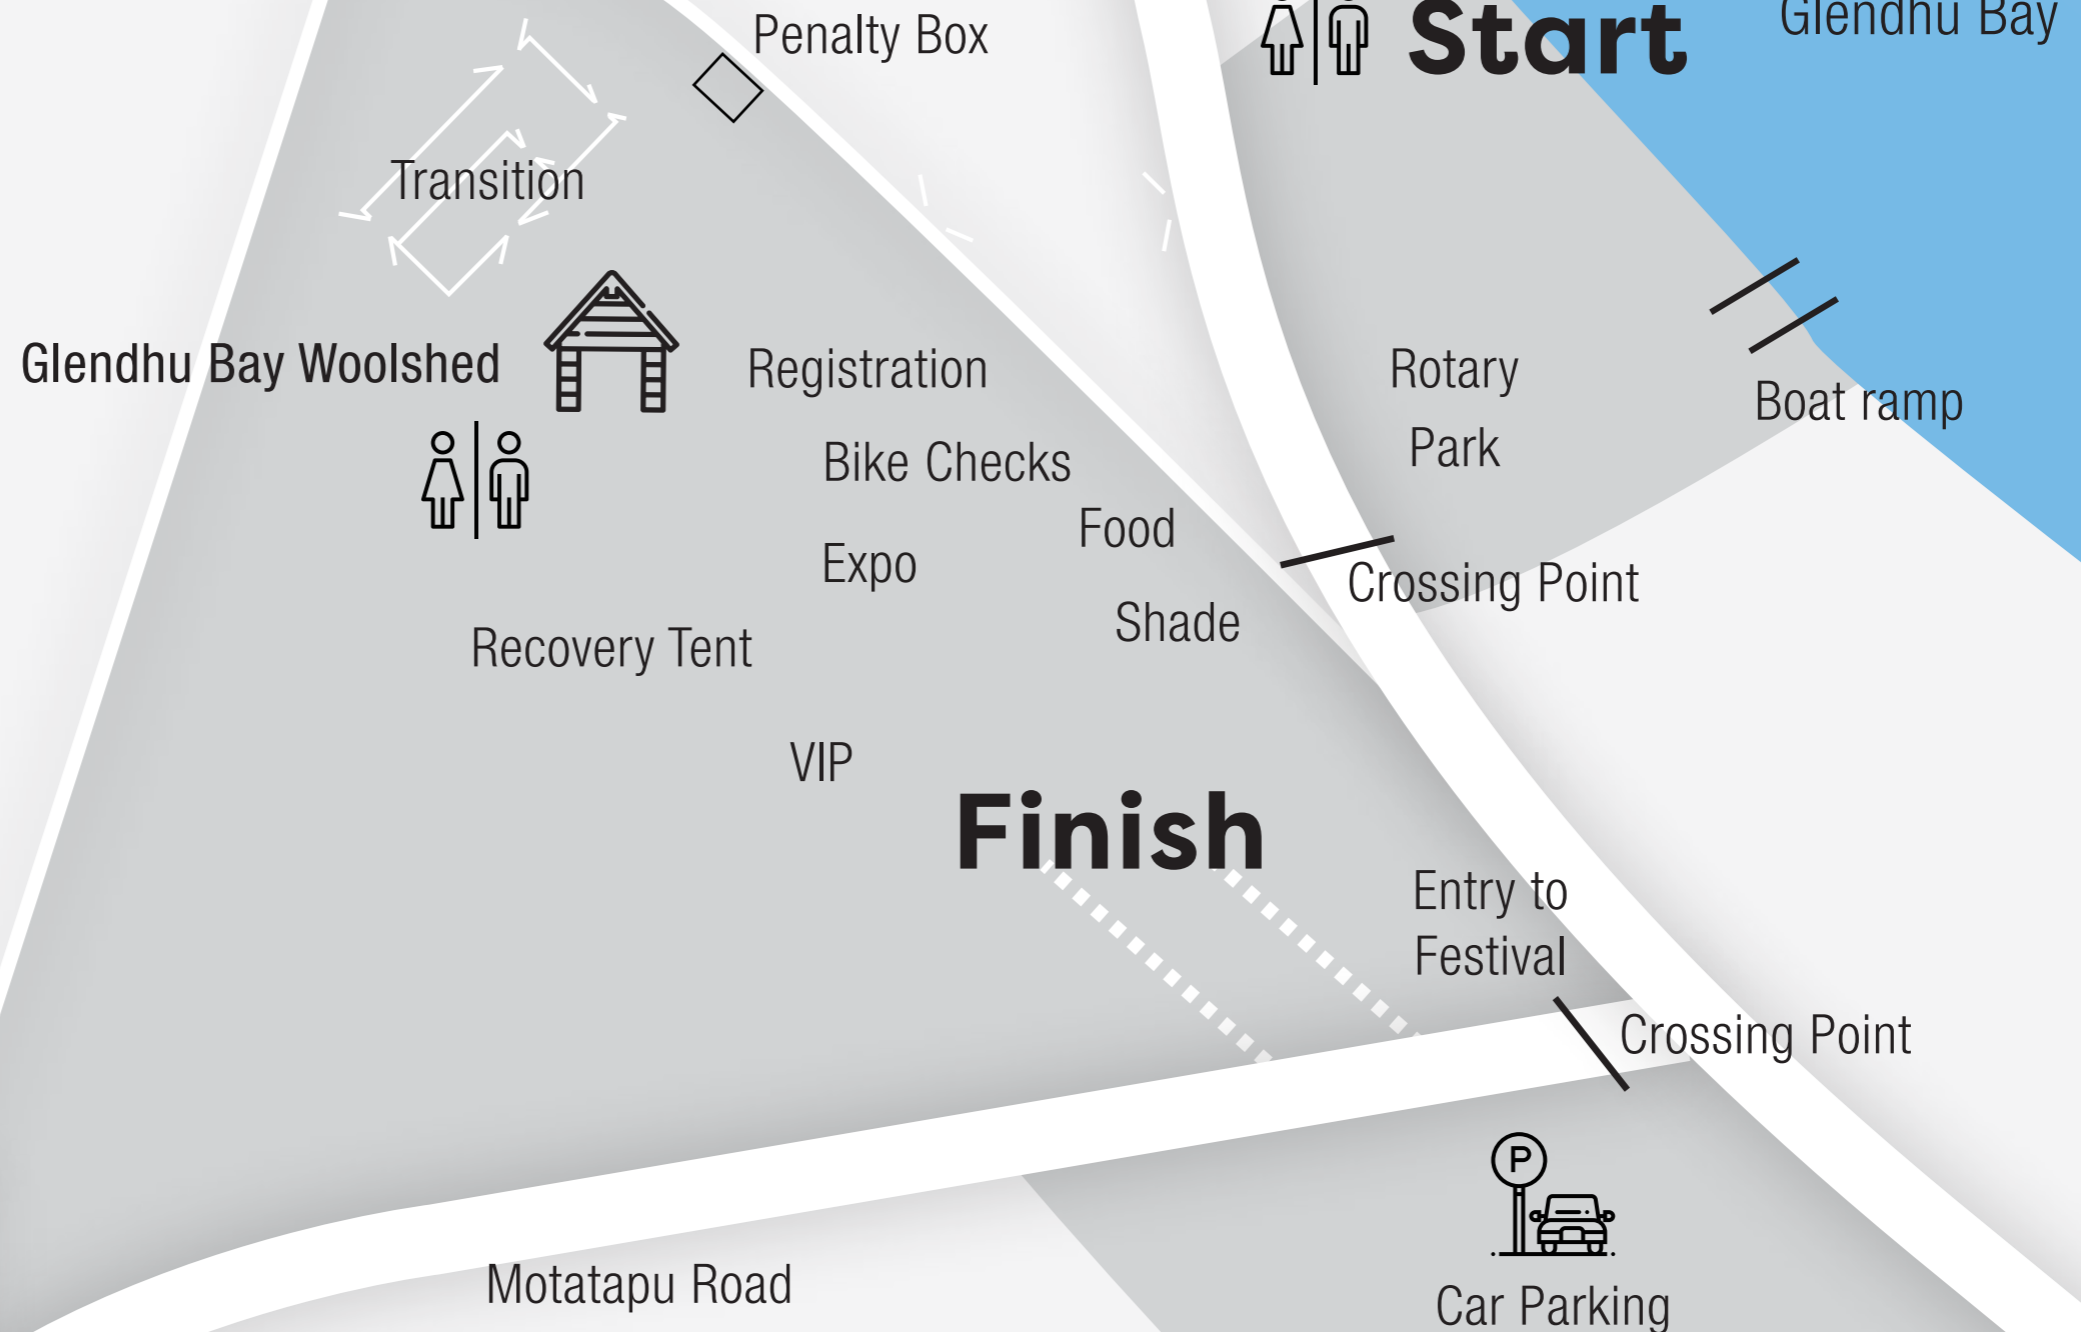 Glendhu Bay
Start
Penalty Box
Transition
Glendhu Bay Woolshed
Registration
Rotary
Park
Boat ramp
Bike Checks
Food
Expo
Crossing Point
Shade
Recovery Tent
VIP
Finish
Entry to
Festival
Crossing Point
P
Motatapu Road
Car Parking